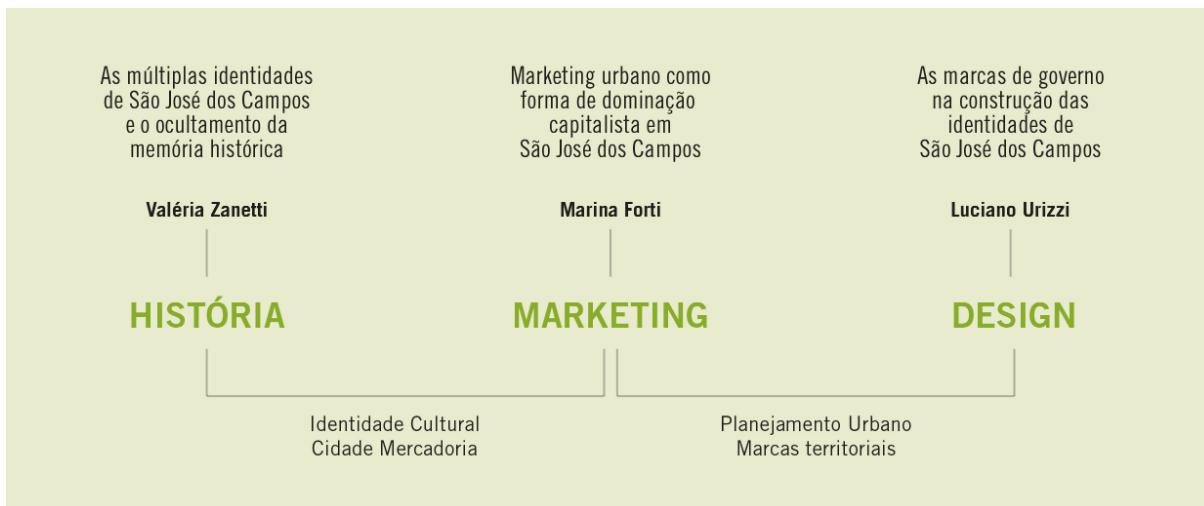 As múltiplas identidades
de São José dos Campos
e o ocultamento da
memória histórica
Valéria Zanetti
HISTÓRIA
Marketing urbano como
forma de dominação
capitalista em
São José dos Campos
Marina Forti
MARKETING
As marcas de governo
na construção das
identidades de
São José dos Campos
Luciano Urizzi
DESIGN
Identidade Cultural
Cidade Mercadoria
Planejamento Urbano
Marcas territoriais